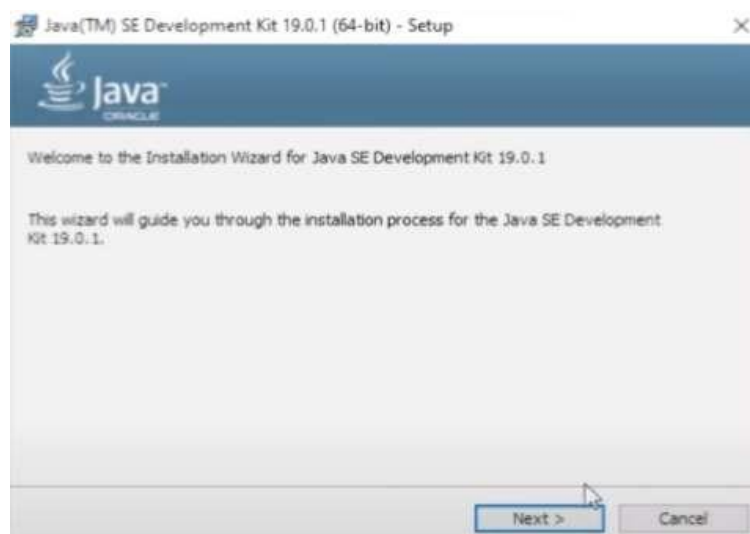 Java(TM) SE Development Kit 19.0.1 (64-bit) - Setup
Java
ORACLE
Welcome to the Installation Wizard for Java SE Development Kit 19.0.1
This wizard will guide you through the installation process for the Java SE Development
Kit 19.0.1.
Next >
Cancel